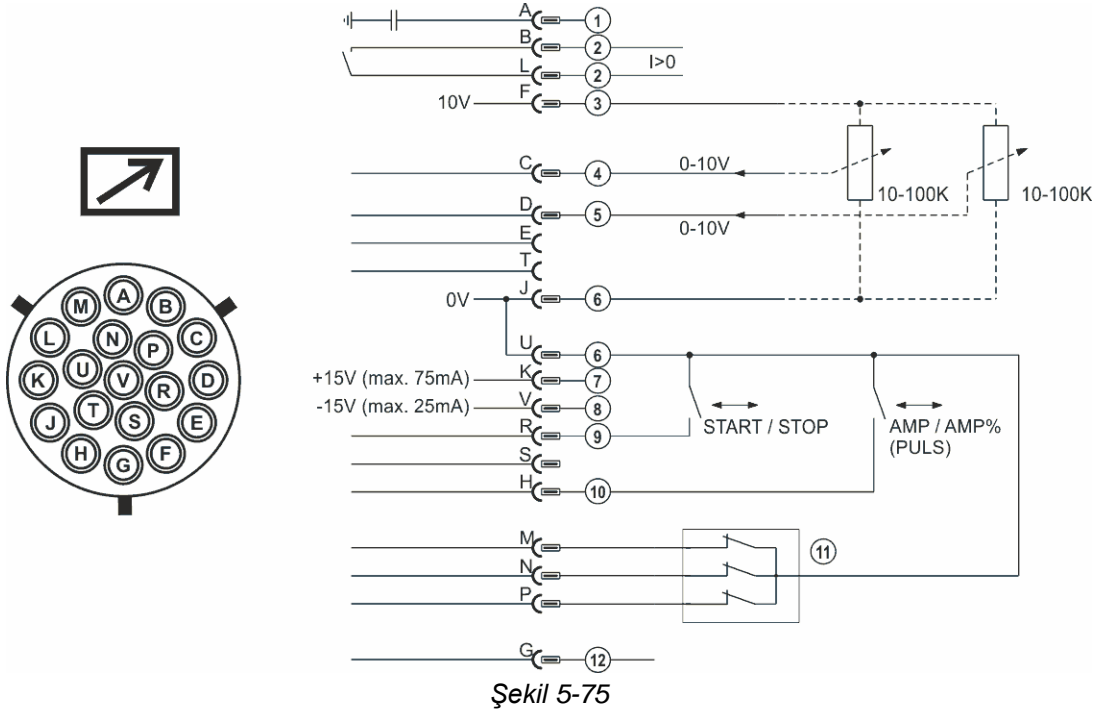 A 1
B 2
L 2
I>0
10V F 3
C 4 0-10V
10-100K 10-100K
D 5
0-10V
E
T
0V J 6
U 6
+15V (max. 75mA) K 7
-15V (max. 25mA) V 8
R 9
START / STOP
AMP / AMP%
(PULS)
S
H 10
M
11
N
P
G 12
A
M B
L N C
P
K U V R D
T S
J E
H G F
Şekil 5-75